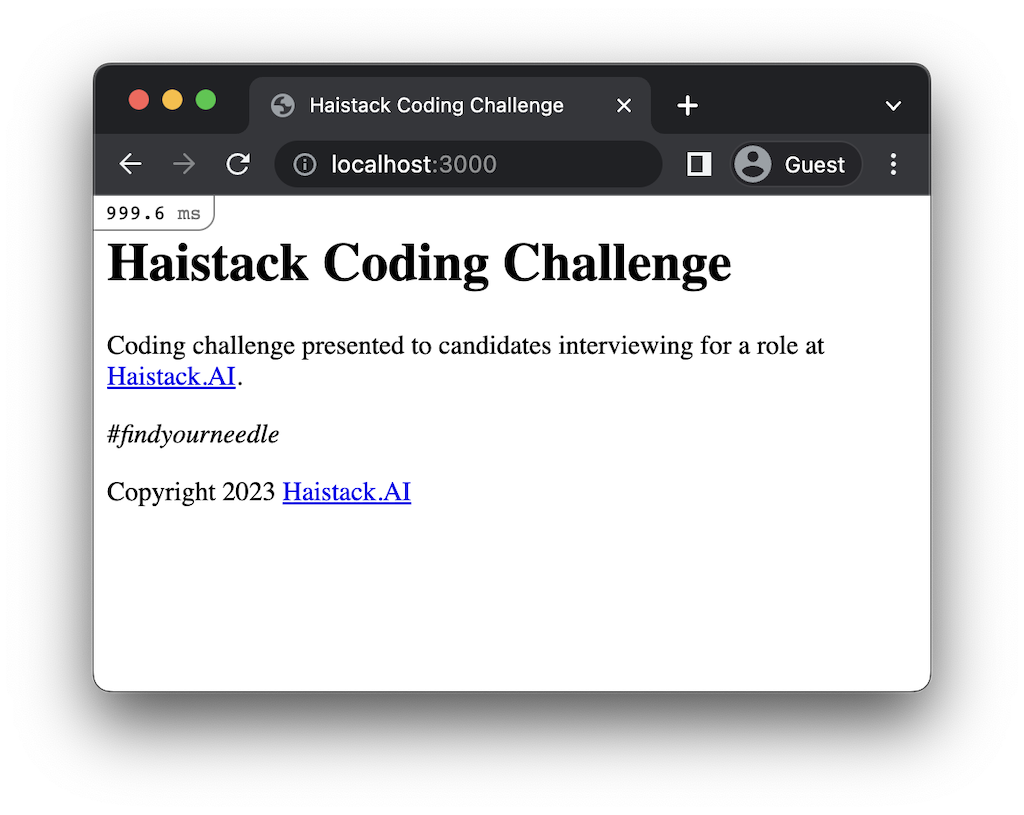 Haistack Coding Challenge
localhost:3000
Guest
999.6 ms
Haistack Coding Challenge
Coding challenge presented to candidates interviewing for a role at
Haistack.AI.
#findyourneedle
Copyright 2023 Haistack.AI